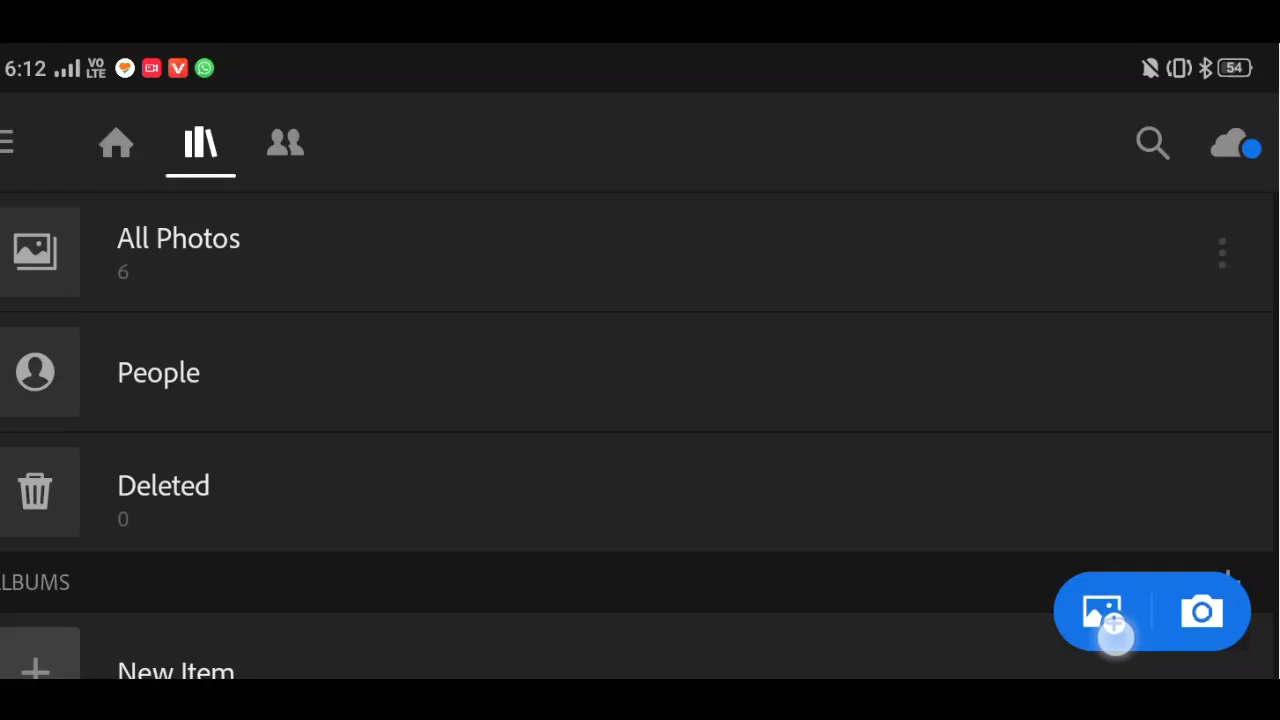 6:12 VO LTE 54
All Photos
6
People
Deleted
0
LBUMS
New Item